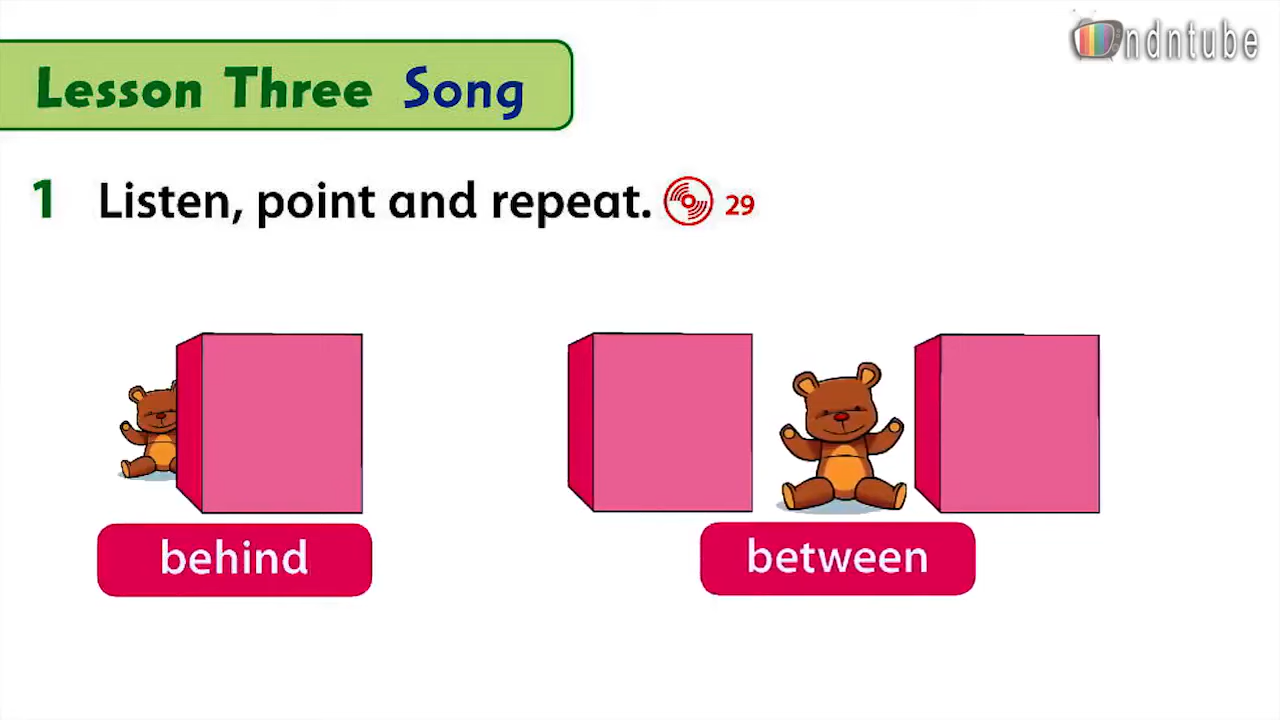 ndntube
Lesson Three Song
1 Listen, point and repeat. 29
behind
between